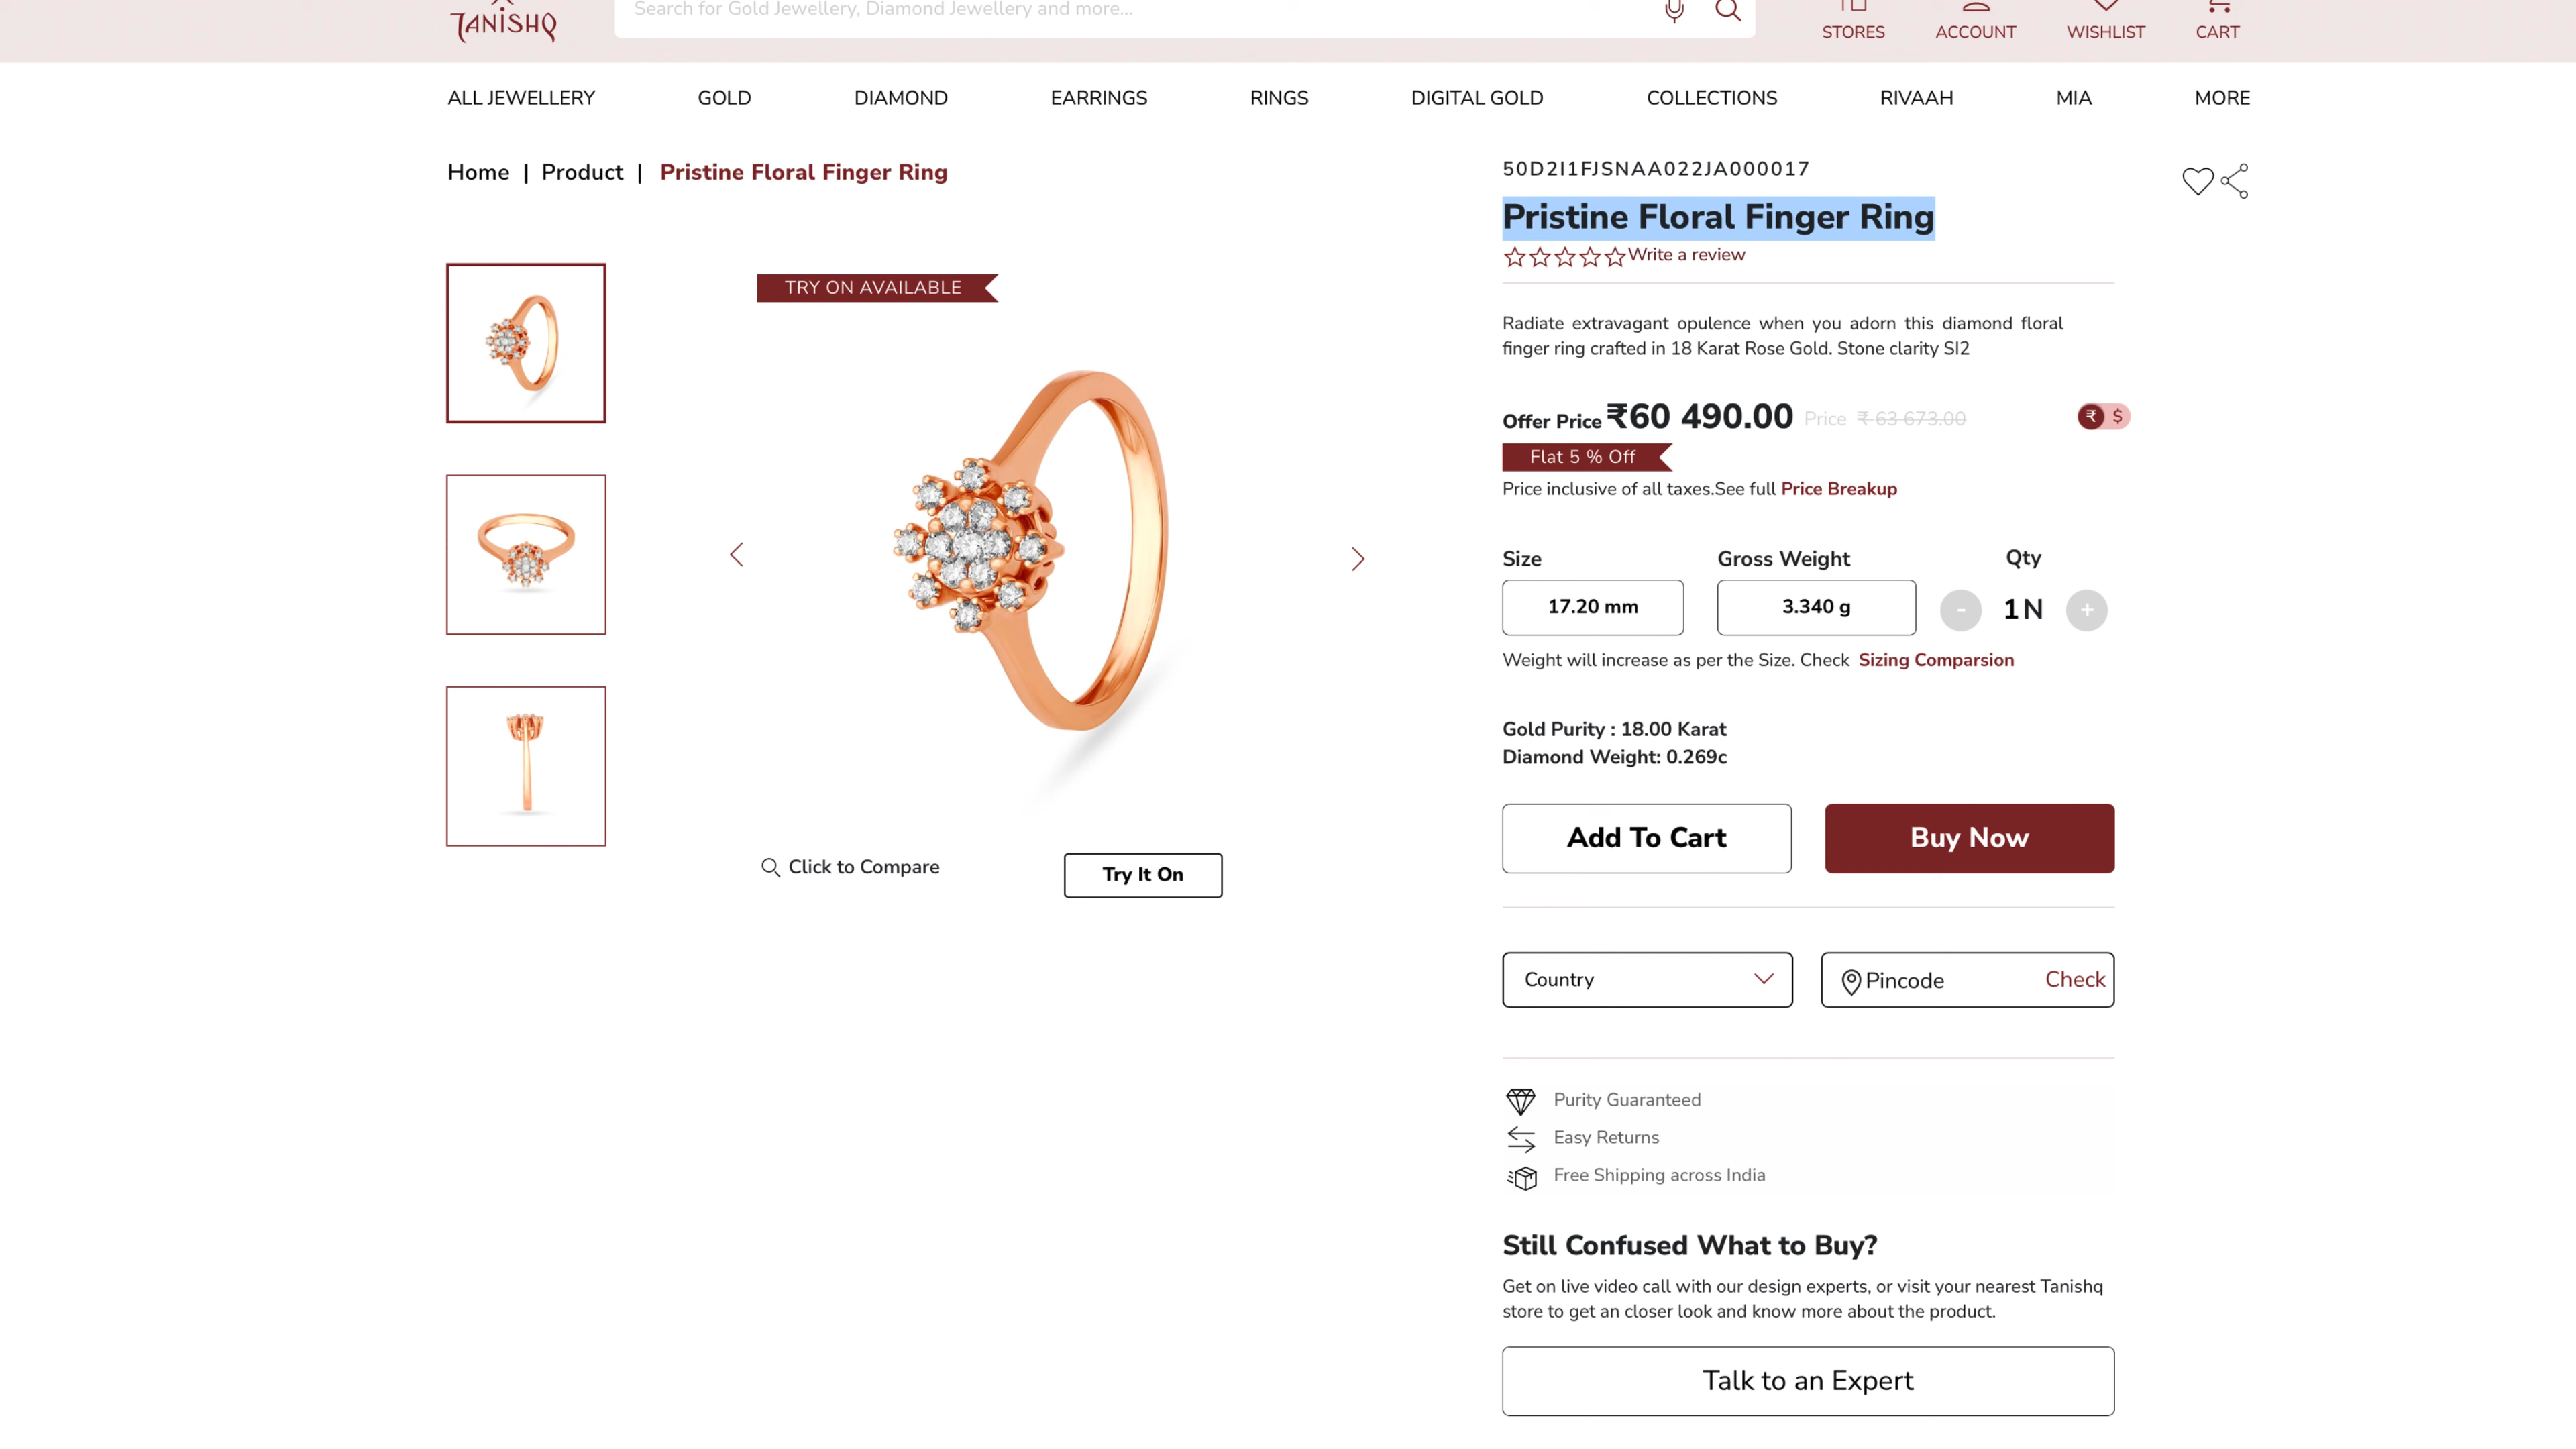 TANISHQ
Search for Gold Jewellery, Diamond Jewellery and more...
STORES
ACCOUNT
WISHLIST
CART
ALL JEWELLERY
GOLD
DIAMOND
EARRINGS
RINGS
DIGITAL GOLD
COLLECTIONS
RIVAAH
MIA
MORE
Home | Product | Pristine Floral Finger Ring
TRY ON AVAILABLE
Click to Compare
Try It On
50D2I1FJSNAA022JA000017
Pristine Floral Finger Ring
Write a review
Radiate extravagant opulence when you adorn this diamond floral
finger ring crafted in 18 Karat Rose Gold. Stone clarity SI2
Offer Price ₹60 490.00 Price ₹ 63 673.00
₹ $
Flat 5 % Off
Price inclusive of all taxes.See full Price Breakup
Size
Gross Weight
Qty
17.20 mm
3.340 g
- 1 N +
Weight will increase as per the Size. Check Sizing Comparsion
Gold Purity : 18.00 Karat
Diamond Weight: 0.269c
Add To Cart
Buy Now
Country
Pincode
Check
Purity Guaranteed
Easy Returns
Free Shipping across India
Still Confused What to Buy?
Get on live video call with our design experts, or visit your nearest Tanishq
store to get an closer look and know more about the product.
Talk to an Expert